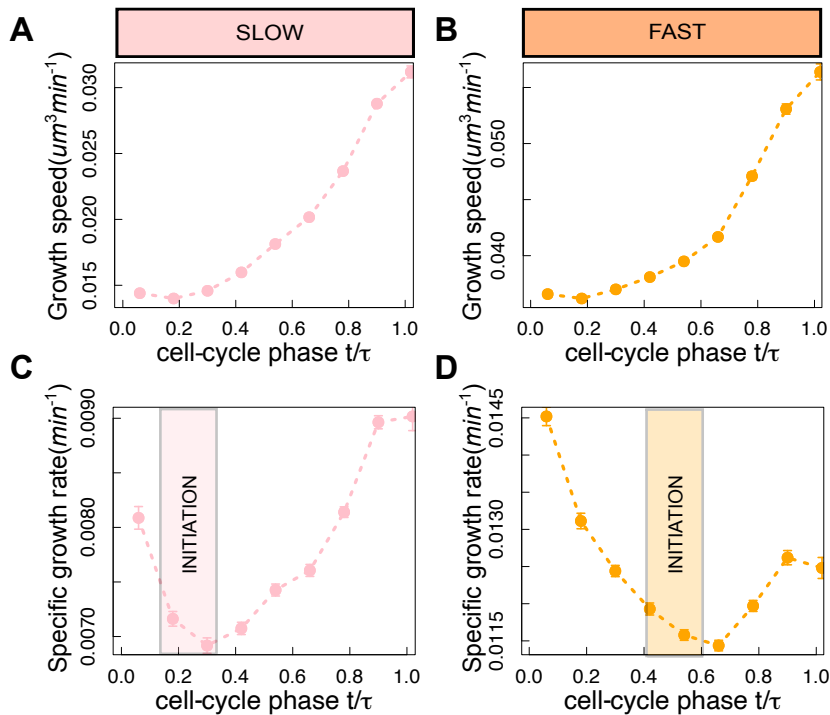 A
SLOW
Growth speed(um³min⁻¹)
0.030
0.025
0.020
0.015
0.0 0.2 0.4 0.6 0.8 1.0
cell-cycle phase t/τ
B
FAST
Growth speed(um³min⁻¹)
0.050
0.040
0.0 0.2 0.4 0.6 0.8 1.0
cell-cycle phase t/τ
C
Specific growth rate(min⁻¹)
0.0090
0.0080
0.0070
INITIATION
0.0 0.2 0.4 0.6 0.8 1.0
cell-cycle phase t/τ
D
Specific growth rate(min⁻¹)
0.0145
0.0130
0.0115
INITIATION
0.0 0.2 0.4 0.6 0.8 1.0
cell-cycle phase t/τ